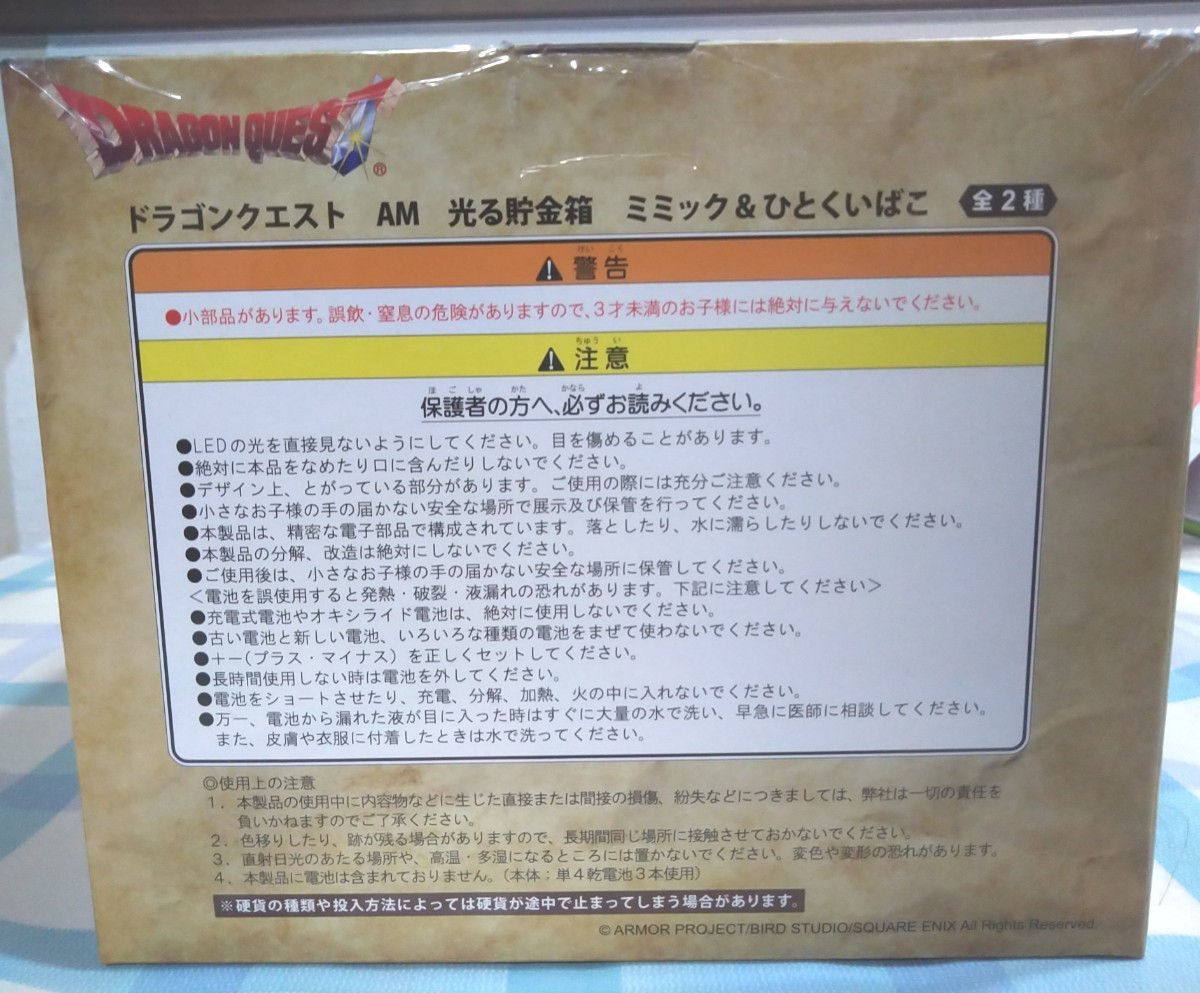 DRAGON QUEST®
ドラゴンクエスト AM 光る貯金箱 ミミック&ひとくいばこ 全2種
けい こく
警告
●小部品があります。誤飲・窒息の危険がありますので、3才未満のお子様には絶対に与えないでください。
ちゅう い
注意
ほ ご しゃ かた かなら よ
保護者の方へ、必ずお読みください。
●LEDの光を直接見ないようにしてください。目を傷めることがあります。
●絶対に本品をなめたり口に含んだりしないでください。
●デザイン上、とがっている部分があります。ご使用の際には充分ご注意ください。
●小さなお子様の手の届かない安全な場所で展示及び保管を行ってください。
●本製品は、精密な電子部品で構成されています。落としたり、水に濡らしたりしないでください。
●本製品の分解、改造は絶対にしないでください。
●ご使用後は、小さなお子様の手の届かない安全な場所に保管してください。
<電池を誤使用すると発熱・破裂・液漏れの恐れがあります。下記に注意してください>
●充電式電池やオキシライド電池は、絶対に使用しないでください。
●古い電池と新しい電池、いろいろな種類の電池をまぜて使わないでください。
●+−(プラス・マイナス)を正しくセットしてください。
●長時間使用しない時は電池を外してください。
●電池をショートさせたり、充電、分解、加熱、火の中に入れないでください。
●万一、電池から漏れた液が目に入った時はすぐに大量の水で洗い、早急に医師に相談してください。
また、皮膚や衣服に付着したときは水で洗ってください。
◎使用上の注意
1. 本製品の使用中に内容物などに生じた直接または間接の損傷、紛失などにつきましては、弊社は一切の責任を
負いかねますのでご了承ください。
2. 色移りしたり、跡が残る場合がありますので、長期間同じ場所に接触させておかないでください。
3. 直射日光のあたる場所や、高温・多湿になるところには置かないでください。変色や変形の恐れがあります。
4. 本製品に電池は含まれておりません。(本体:単4乾電池3本使用)
※硬貨の種類や投入方法によっては硬貨が途中で止まってしまう場合があります。
© ARMOR PROJECT/BIRD STUDIO/SQUARE ENIX All Rights Reserved.